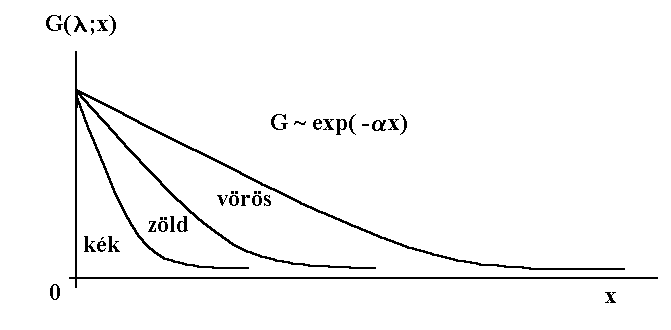 G(λ;x)
G ~ exp( -αx)
vörös
zöld
kék
0
x